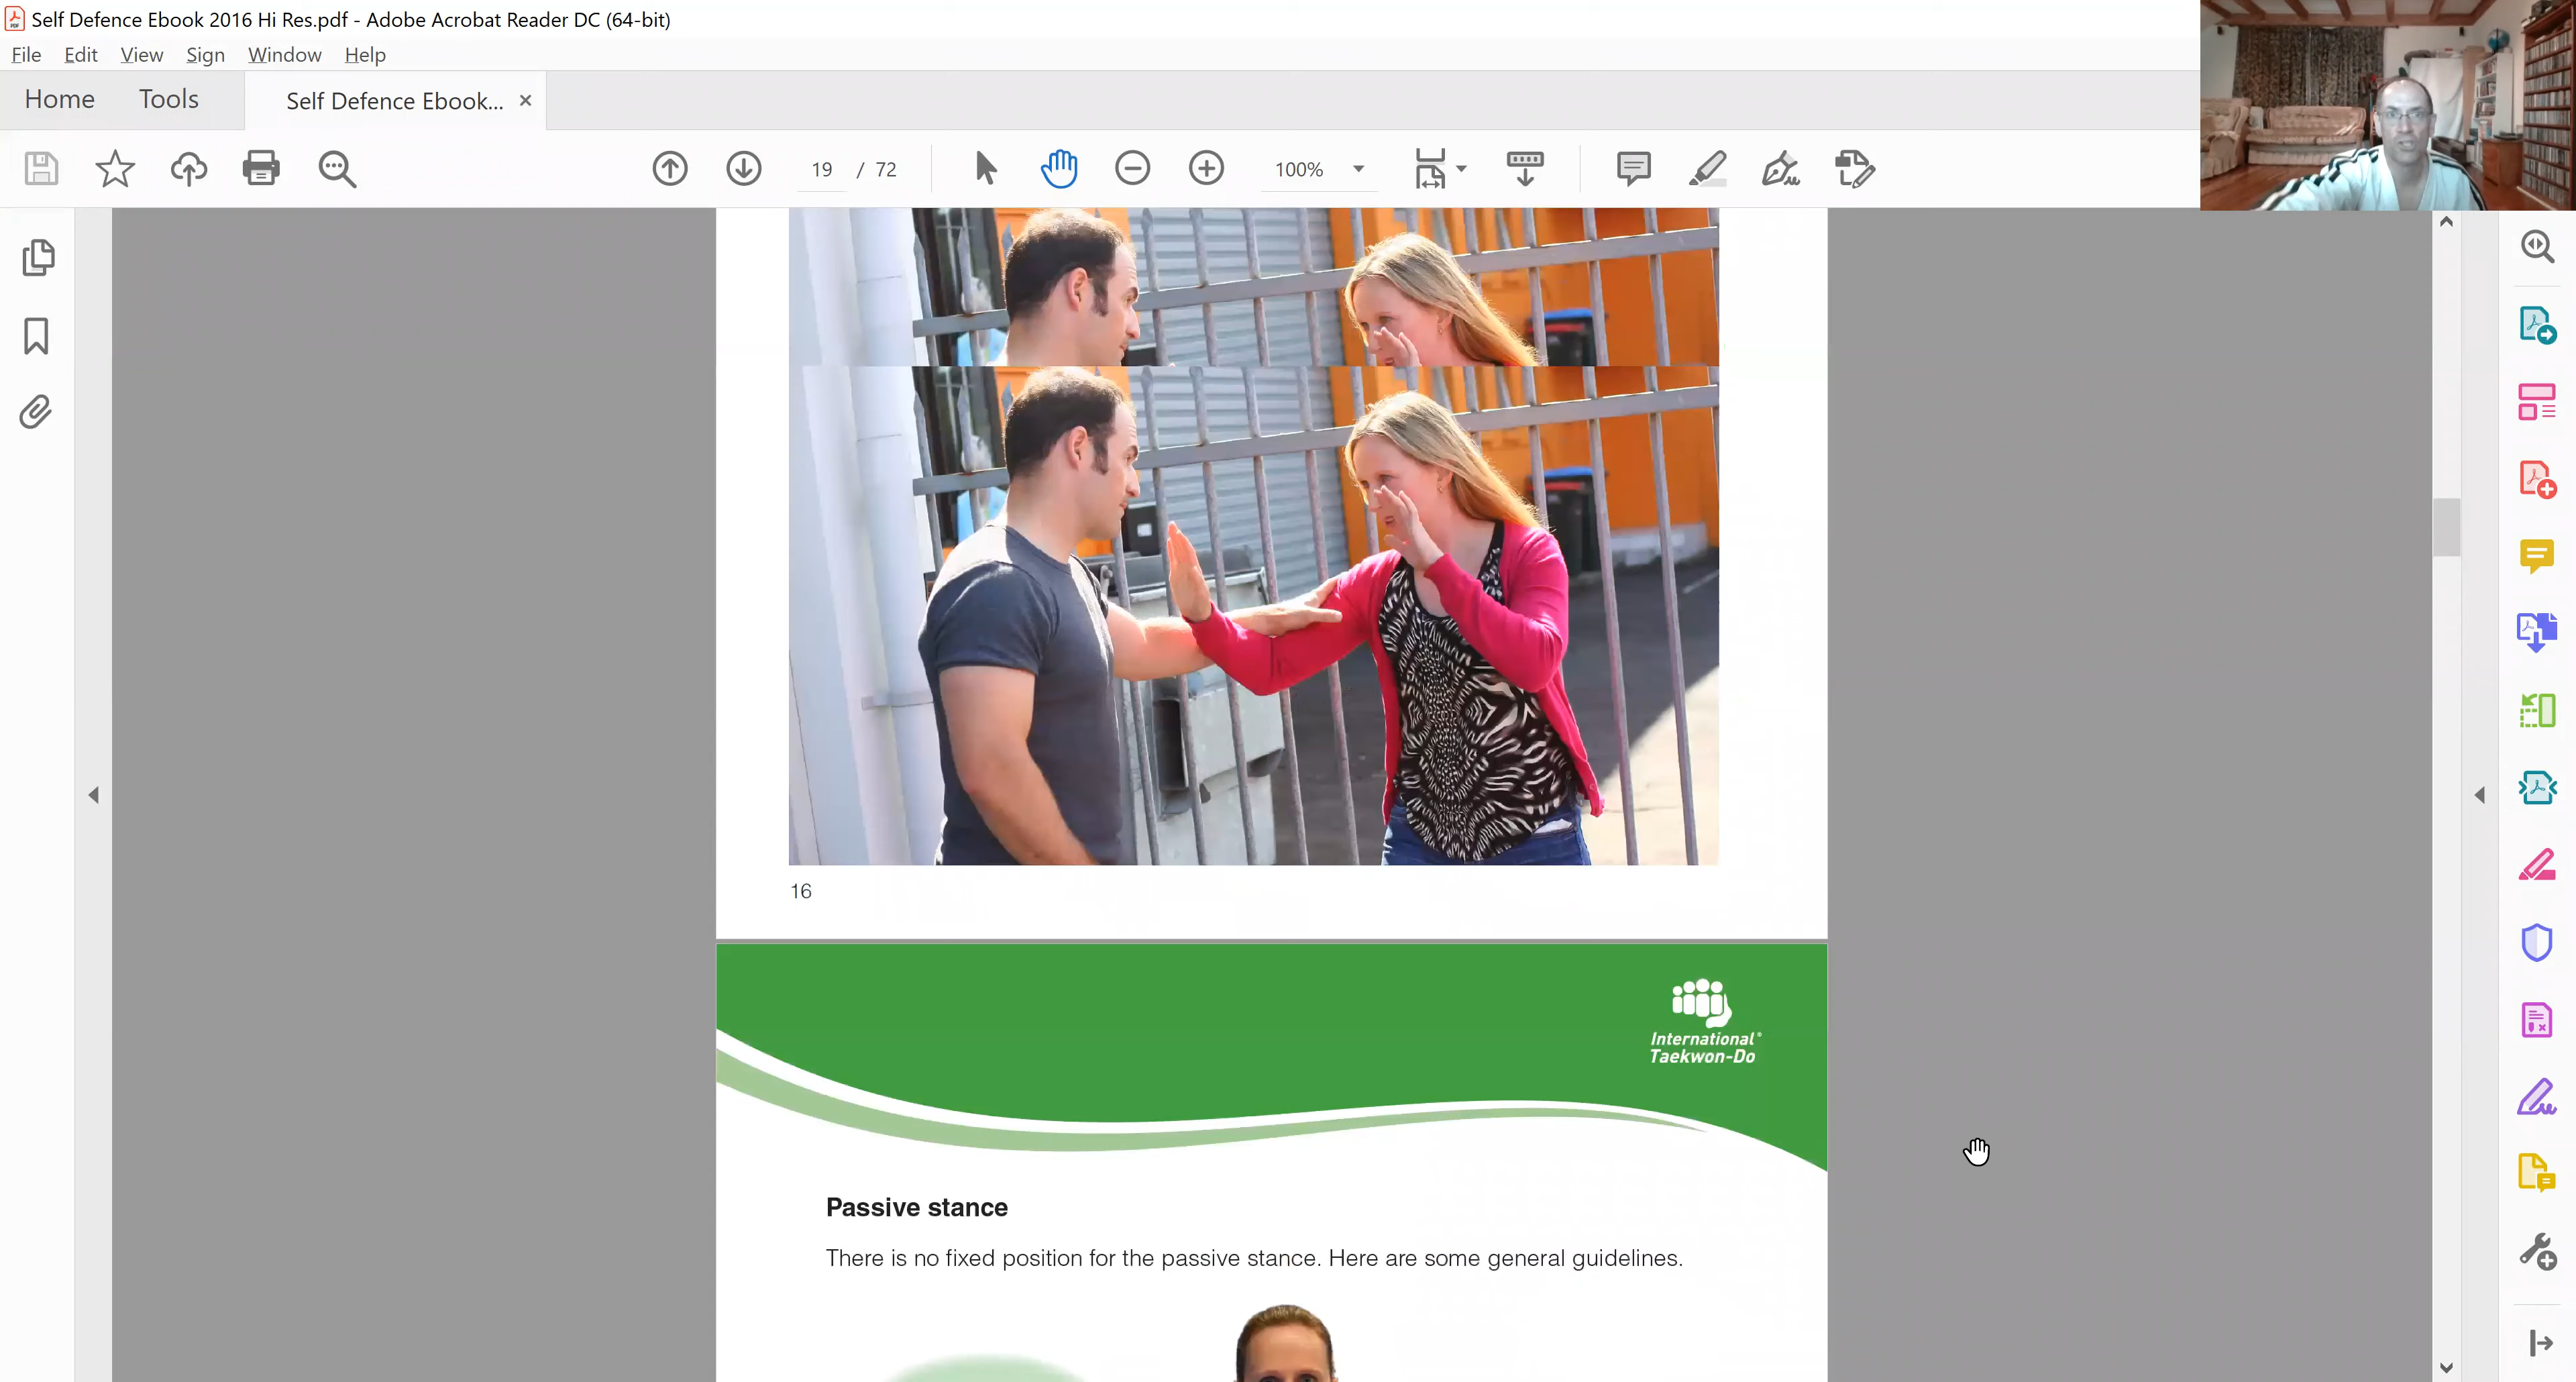 Self Defence Ebook 2016 Hi Res.pdf - Adobe Acrobat Reader DC (64-bit)
File Edit View Sign Window Help
Home Tools Self Defence Ebook... ×
19 / 72 100%
16
International®
Taekwon-Do
Passive stance
There is no fixed position for the passive stance. Here are some general guidelines.